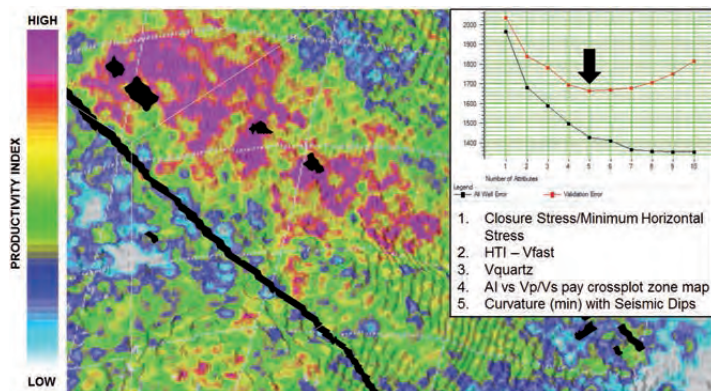 HIGH
PRODUCTIVITY INDEX
LOW
2000
1900
1800
1700
1600
1500
1400
1 2 3 4 5 6 7 8 9 10
Number of Attributes
Legend
All Well Error Validation Error
1. Closure Stress/Minimum Horizontal
Stress
2. HTI – Vfast
3. Vquartz
4. AI vs Vp/Vs pay crossplot zone map
5. Curvature (min) with Seismic Dips